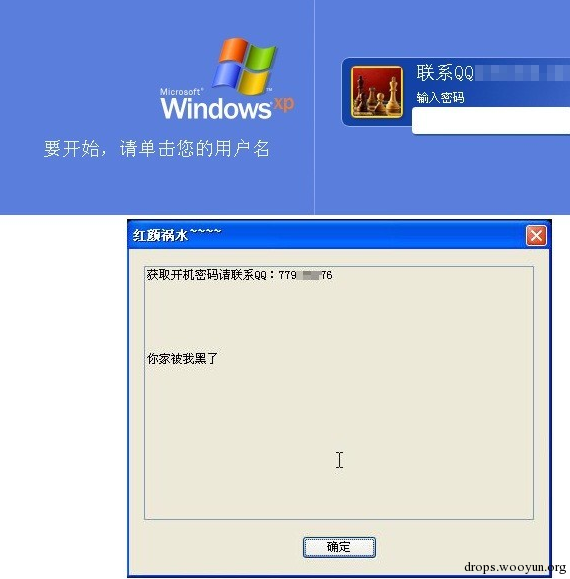 Microsoft®
Windows xp
要开始，请单击您的用户名
联系QQ
输入密码
红颜祸水~~~~
获取开机密码请联系QQ：779 76
你家被我黑了
确定
drops.wooyun.org